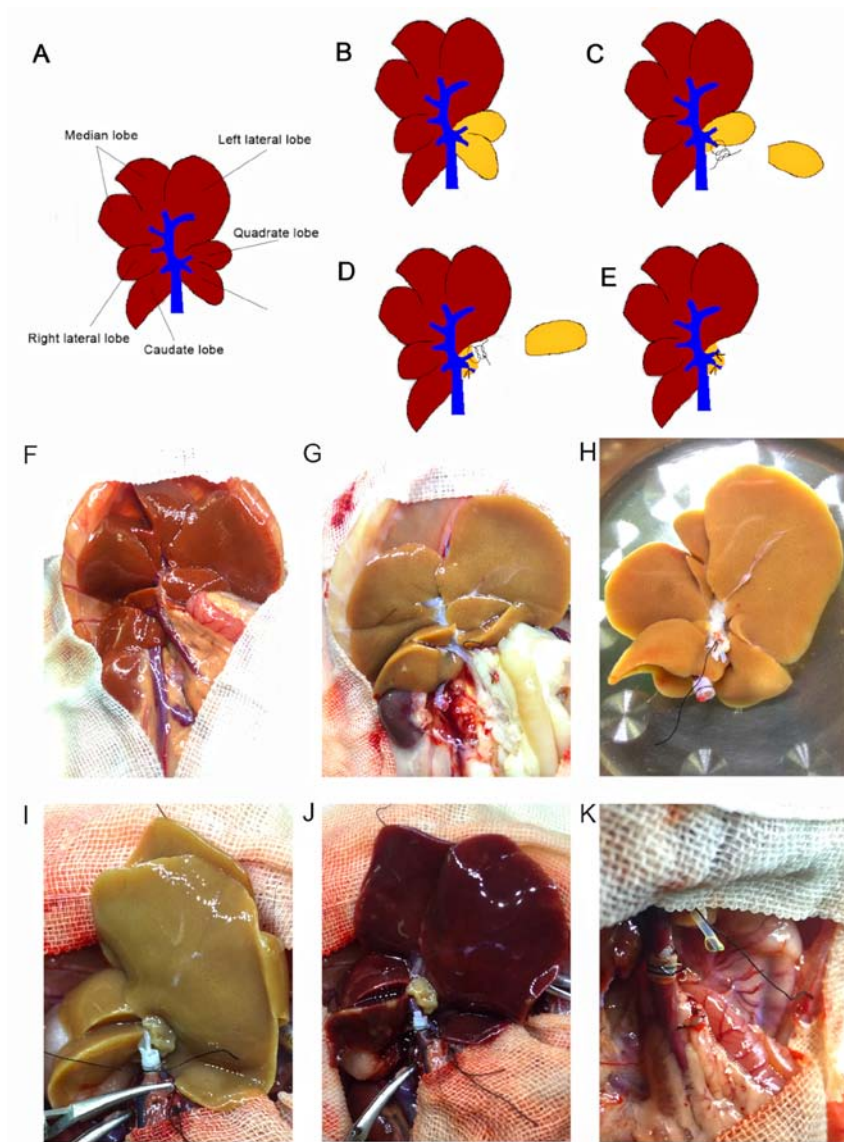 A
B
C
Median lobe
Left lateral lobe
Quadrate lobe
Right lateral lobe
Caudate lobe
D
E
F
G
H
I
J
K